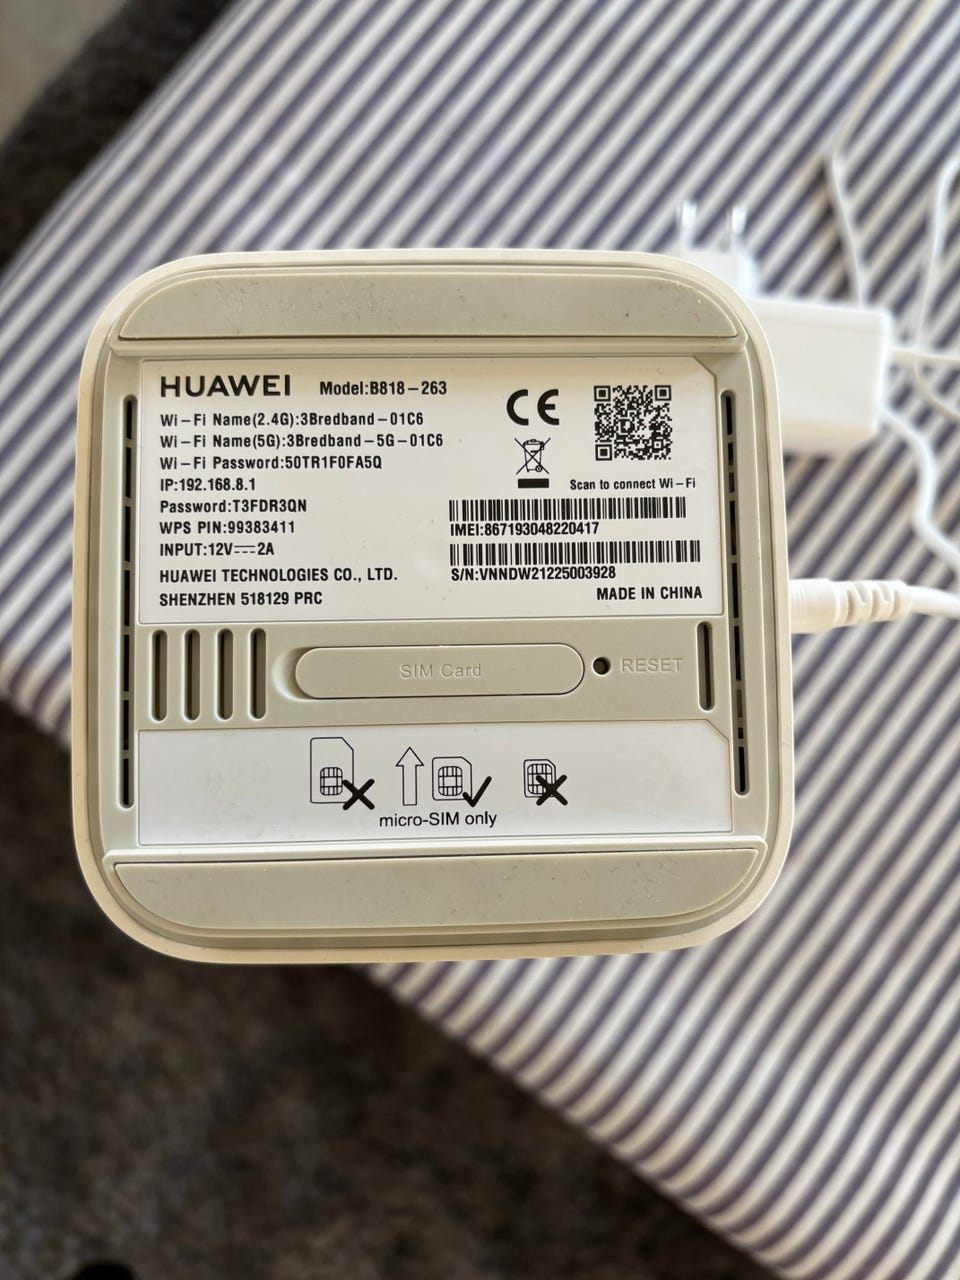 HUAWEI Model:B818-263
Wi-Fi Name(2.4G):3Bredband-01C6
Wi-Fi Name(5G):3Bredband-5G-01C6
Wi-Fi Password:50TR1F0FA5Q
IP:192.168.8.1
Password:T3FDR3QN
WPS PIN:99383411
INPUT:12V⎓2A
HUAWEI TECHNOLOGIES CO., LTD.
SHENZHEN 518129 PRC
CE
Scan to connect Wi-Fi
IMEI:867193048220417
S/N:VNNDW21225003928
MADE IN CHINA
SIM Card
RESET
micro-SIM only